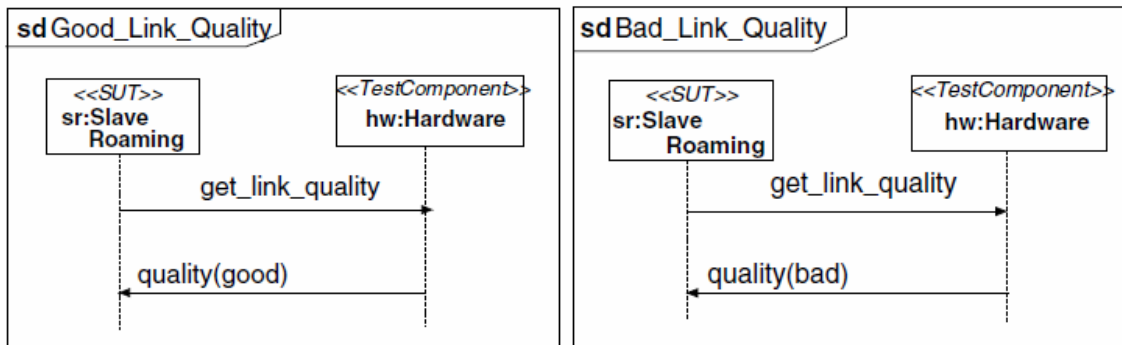 sd Good_Link_Quality
<<SUT>>
sr:Slave
Roaming
<<TestComponent>>
hw:Hardware
get_link_quality
quality(good)
sd Bad_Link_Quality
<<SUT>>
sr:Slave
Roaming
<<TestComponent>>
hw:Hardware
get_link_quality
quality(bad)